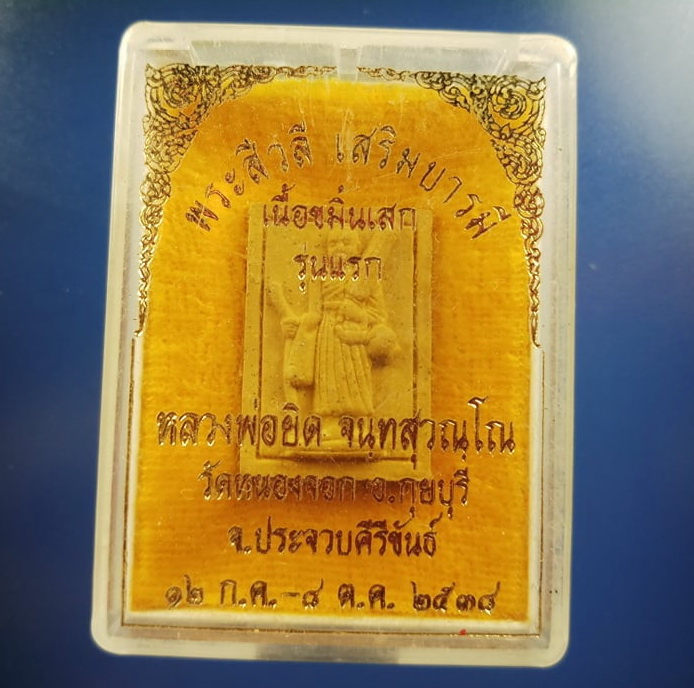 พระสีวลี เสริมบารมี
เนื้อขมิ้นเสก
รุ่นแรก
หลวงพ่อยิด จนฺทสุวณฺโณ
วัดหนองจอก อ.กุยบุรี
จ.ประจวบคีรีขันธ์
๑๒ ก.ค.-๘ ต.ค. ๒๕๓๘